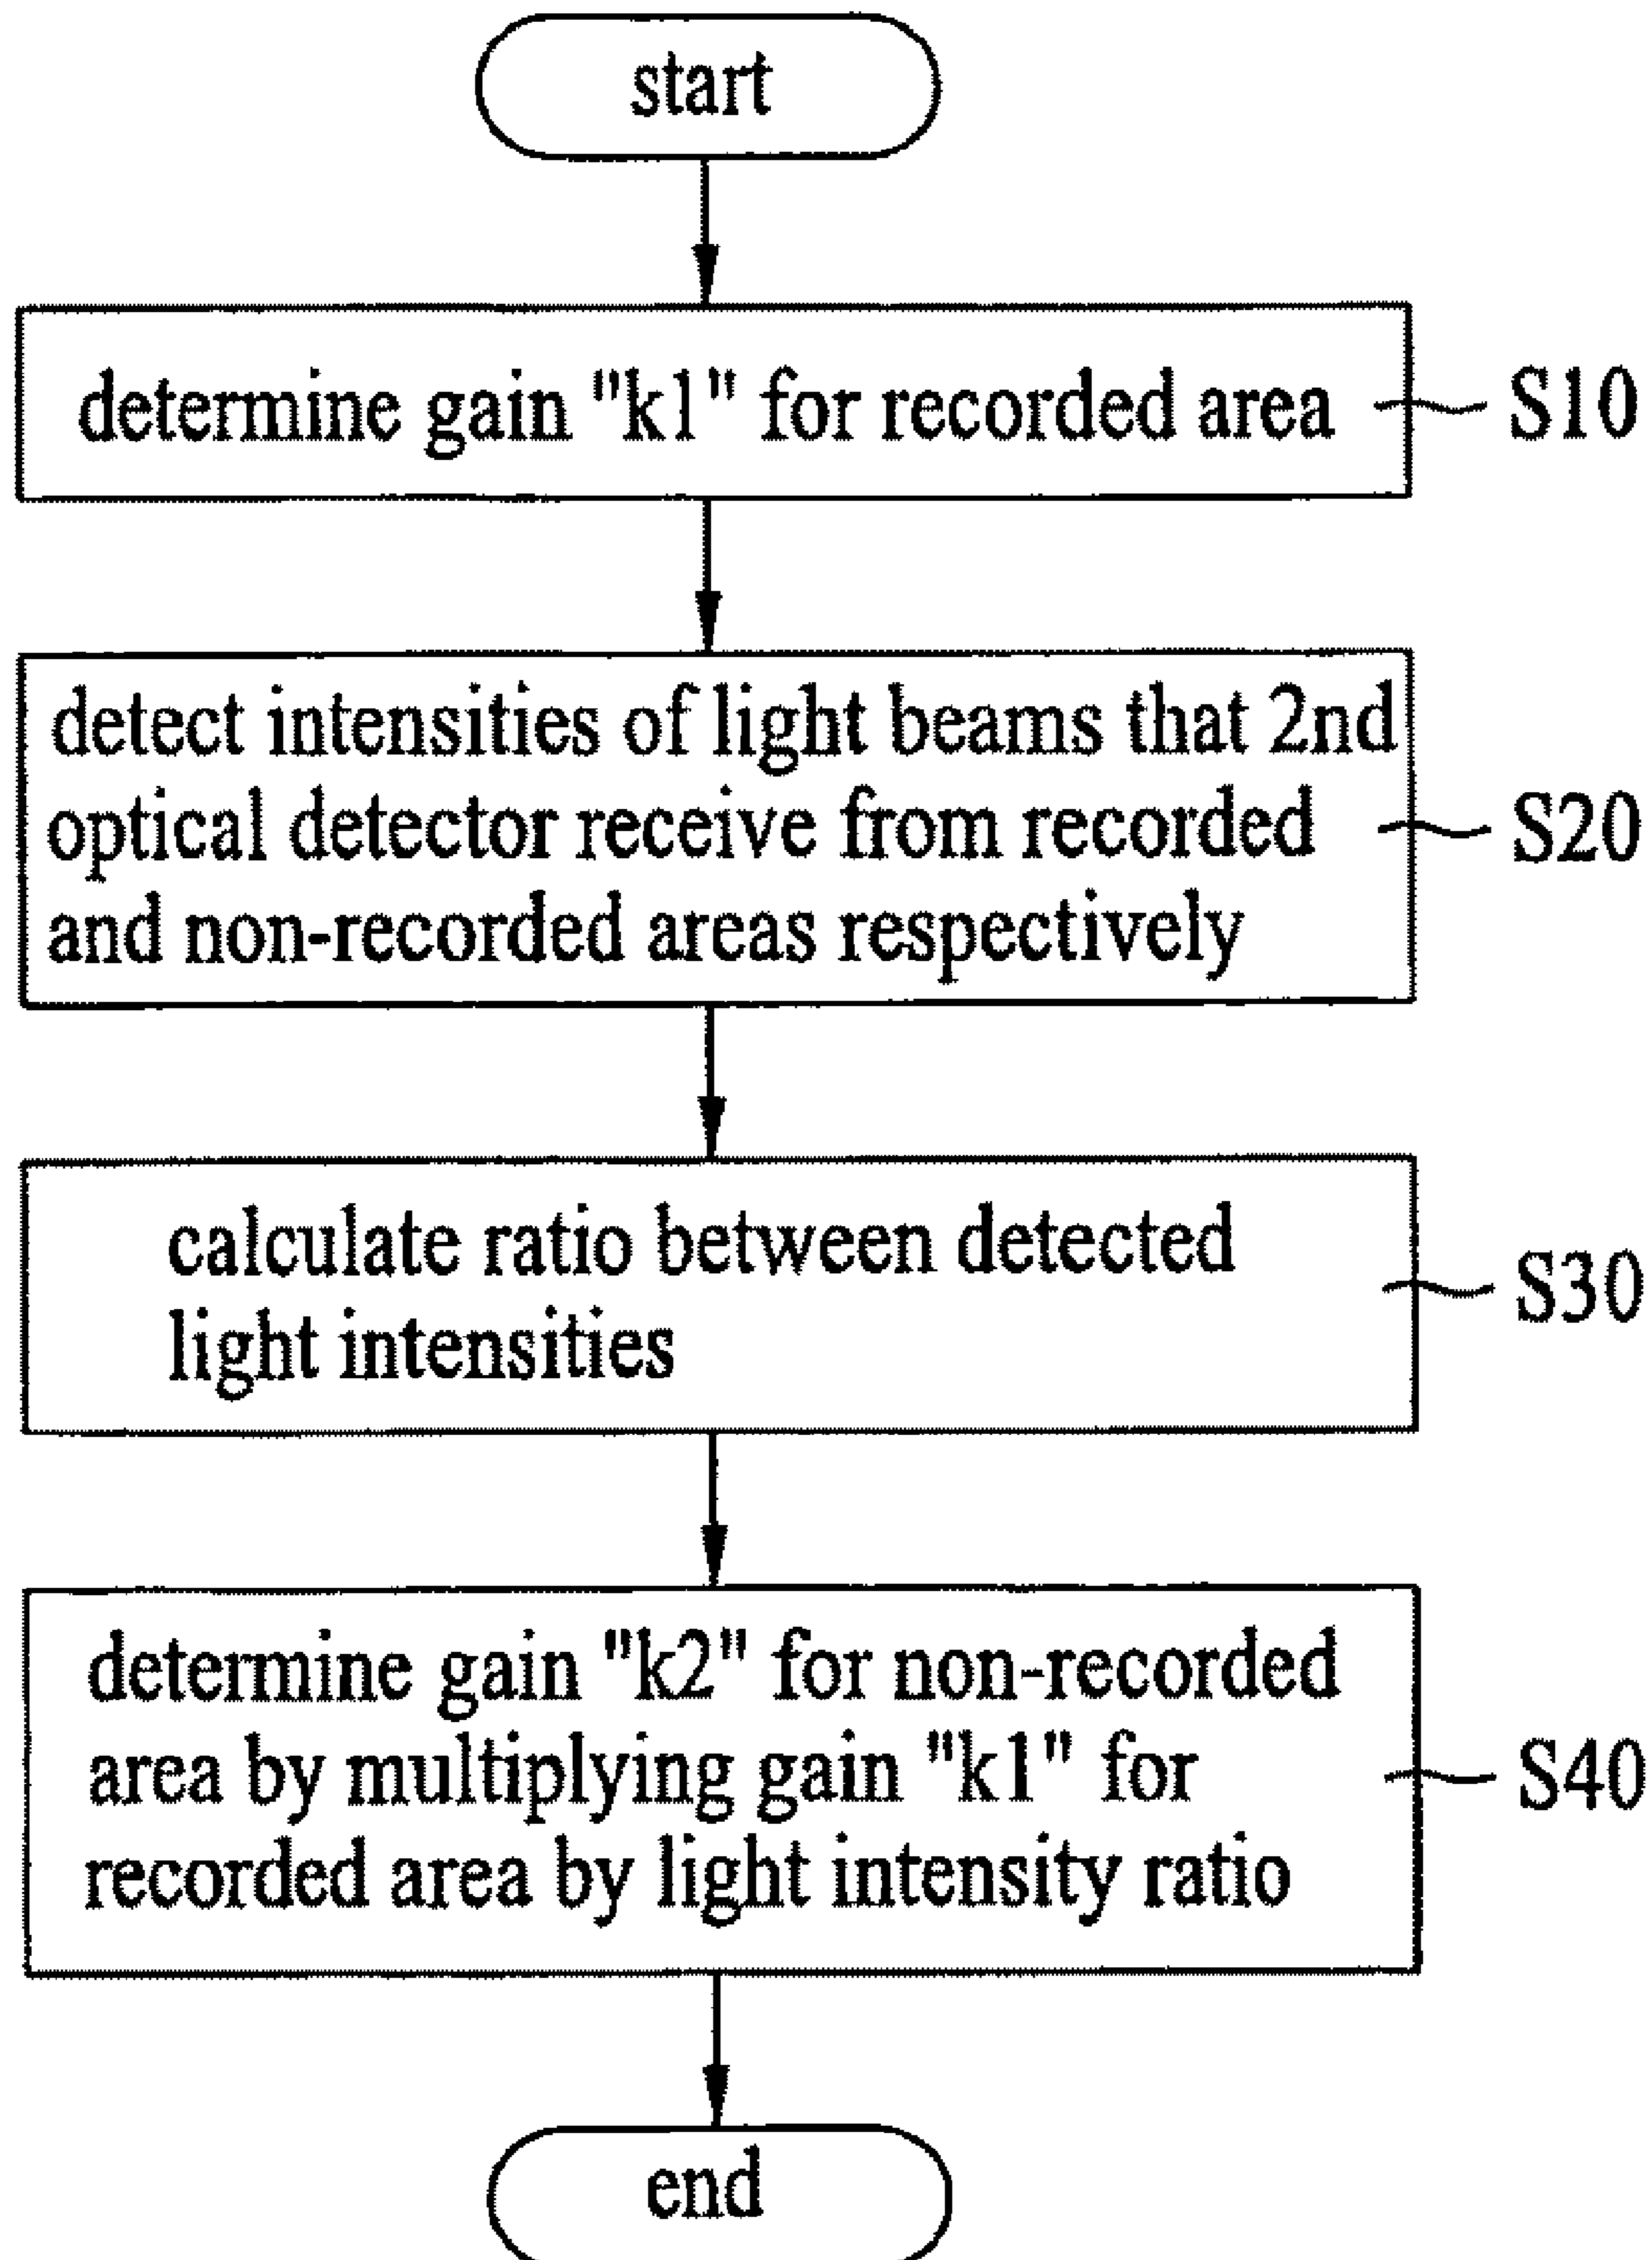 start
determine gain "k1" for recorded area
S10
detect intensities of light beams that 2nd
optical detector receive from recorded
and non-recorded areas respectively
S20
calculate ratio between detected
light intensities
S30
determine gain "k2" for non-recorded
area by multiplying gain "k1" for
recorded area by light intensity ratio
S40
end